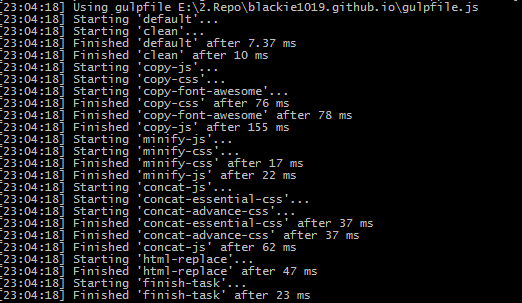 [23:04:18] Using gulpfile E:\2.Repo\blackie1019.github.io\gulpfile.js
[23:04:18] Starting 'default'...
[23:04:18] Starting 'clean'...
[23:04:18] Finished 'default' after 7.37 ms
[23:04:18] Finished 'clean' after 10 ms
[23:04:18] Starting 'copy-js'...
[23:04:18] Starting 'copy-css'...
[23:04:18] Starting 'copy-font-awesome'...
[23:04:18] Finished 'copy-css' after 76 ms
[23:04:18] Finished 'copy-font-awesome' after 78 ms
[23:04:18] Finished 'copy-js' after 155 ms
[23:04:18] Starting 'minify-js'...
[23:04:18] Starting 'minify-css'...
[23:04:18] Finished 'minify-css' after 17 ms
[23:04:18] Finished 'minify-js' after 22 ms
[23:04:18] Starting 'concat-js'...
[23:04:18] Starting 'concat-essential-css'...
[23:04:18] Starting 'concat-advance-css'...
[23:04:18] Finished 'concat-essential-css' after 37 ms
[23:04:18] Finished 'concat-advance-css' after 37 ms
[23:04:18] Finished 'concat-js' after 62 ms
[23:04:18] Starting 'html-replace'...
[23:04:18] Finished 'html-replace' after 47 ms
[23:04:18] Starting 'finish-task'...
[23:04:18] Finished 'finish-task' after 23 ms